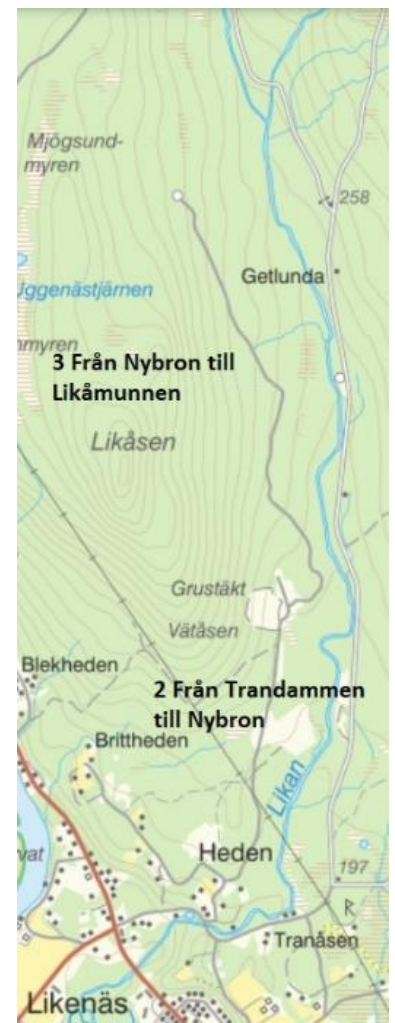 Mjögsund-
myren
258
Getlunda
Uggenästjärnen
myren
3 Från Nybron till
Likåmunnen
Likåsen
Grustäkt
Vätåsen
Blekheden
2 Från Trandammen
till Nybron
Brittheden
Likan
vat
Heden
197
R
Tranåsen
Likenäs